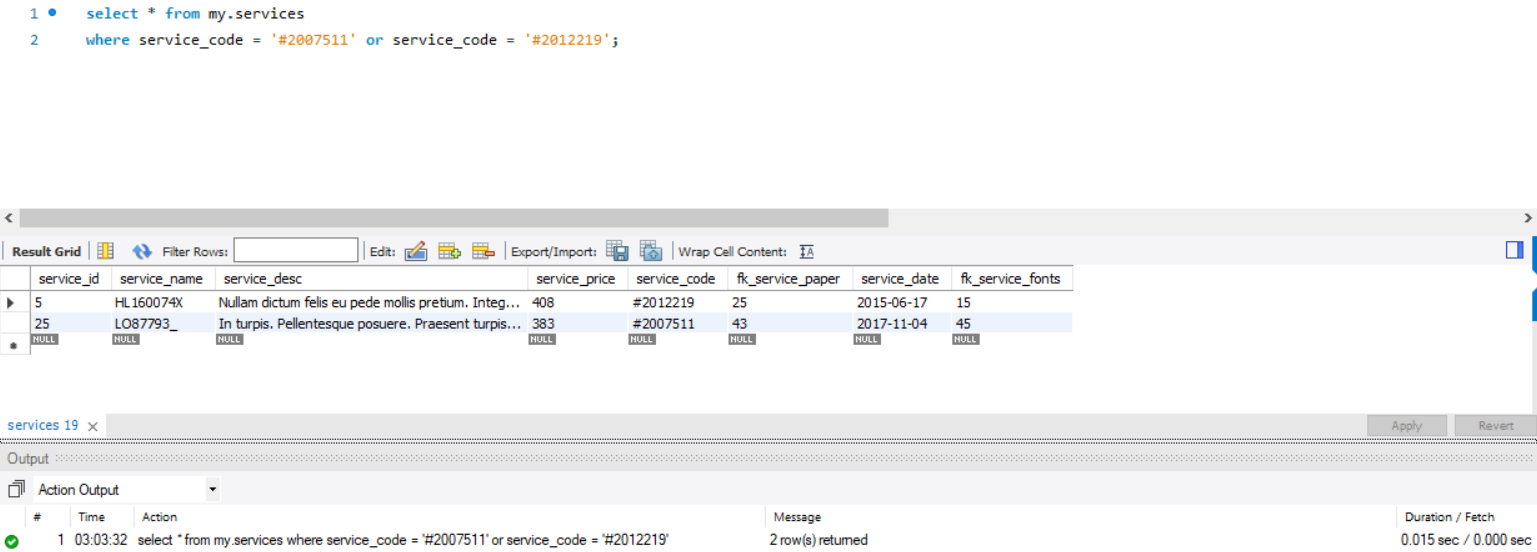 1 select * from my.services
2 where service_code = '#2007511' or service_code = '#2012219';
Result Grid Filter Rows: Edit: Export/Import: Wrap Cell Content: IA
service_id service_name service_desc service_price service_code fk_service_paper service_date fk_service_fonts
5 HL160074X Nullam dictum felis eu pede mollis pretium. Integ... 408 #2012219 25 2015-06-17 15
25 LO87793_ In turpis. Pellentesque posuere. Praesent turpis... 383 #2007511 43 2017-11-04 45
NULL NULL NULL NULL NULL NULL NULL NULL
services 19 Apply Revert
Output
Action Output
# Time Action Message Duration / Fetch
1 03:03:32 select * from my.services where service_code = '#2007511' or service_code = '#2012219' 2 row(s) returned 0.015 sec / 0.000 sec